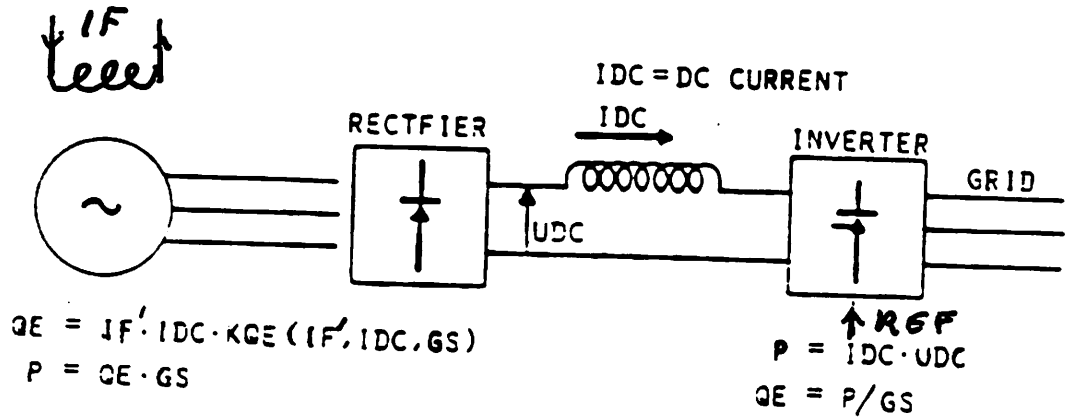 IF
IDC = DC CURRENT
IDC
RECTFIER
INVERTER
GRID
~
UDC
QE = IF'·IDC·KQE(IF', IDC, GS)
P = QE·GS
REF
P = IDC·UDC
QE = P/GS